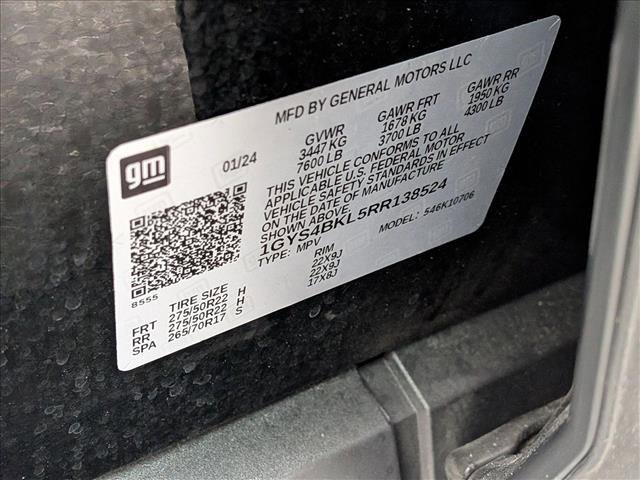 gm
01/24
MFD BY GENERAL MOTORS LLC
GVWR GAWR FRT GAWR RR
3447 KG 1678 KG 1950 KG
7600 LB 3700 LB 4300 LB
THIS VEHICLE CONFORMS TO ALL
APPLICABLE U.S. FEDERAL MOTOR
VEHICLE SAFETY STANDARDS IN EFFECT
ON THE DATE OF MANUFACTURE
SHOWN ABOVE.
1GYS4BKL5RR138524
TYPE: MPV MODEL: 546K10706
8555
TIRE SIZE RIM
FRT 275/50R22 H 22X9J
RR 275/50R22 H 22X9J
SPA 265/70R17 S 17X8J